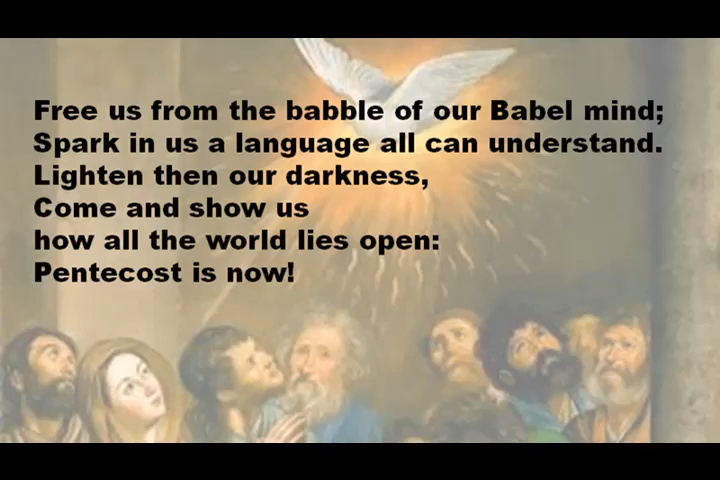 Free us from the babble of our Babel mind;
Spark in us a language all can understand.
Lighten then our darkness,
Come and show us
how all the world lies open:
Pentecost is now!